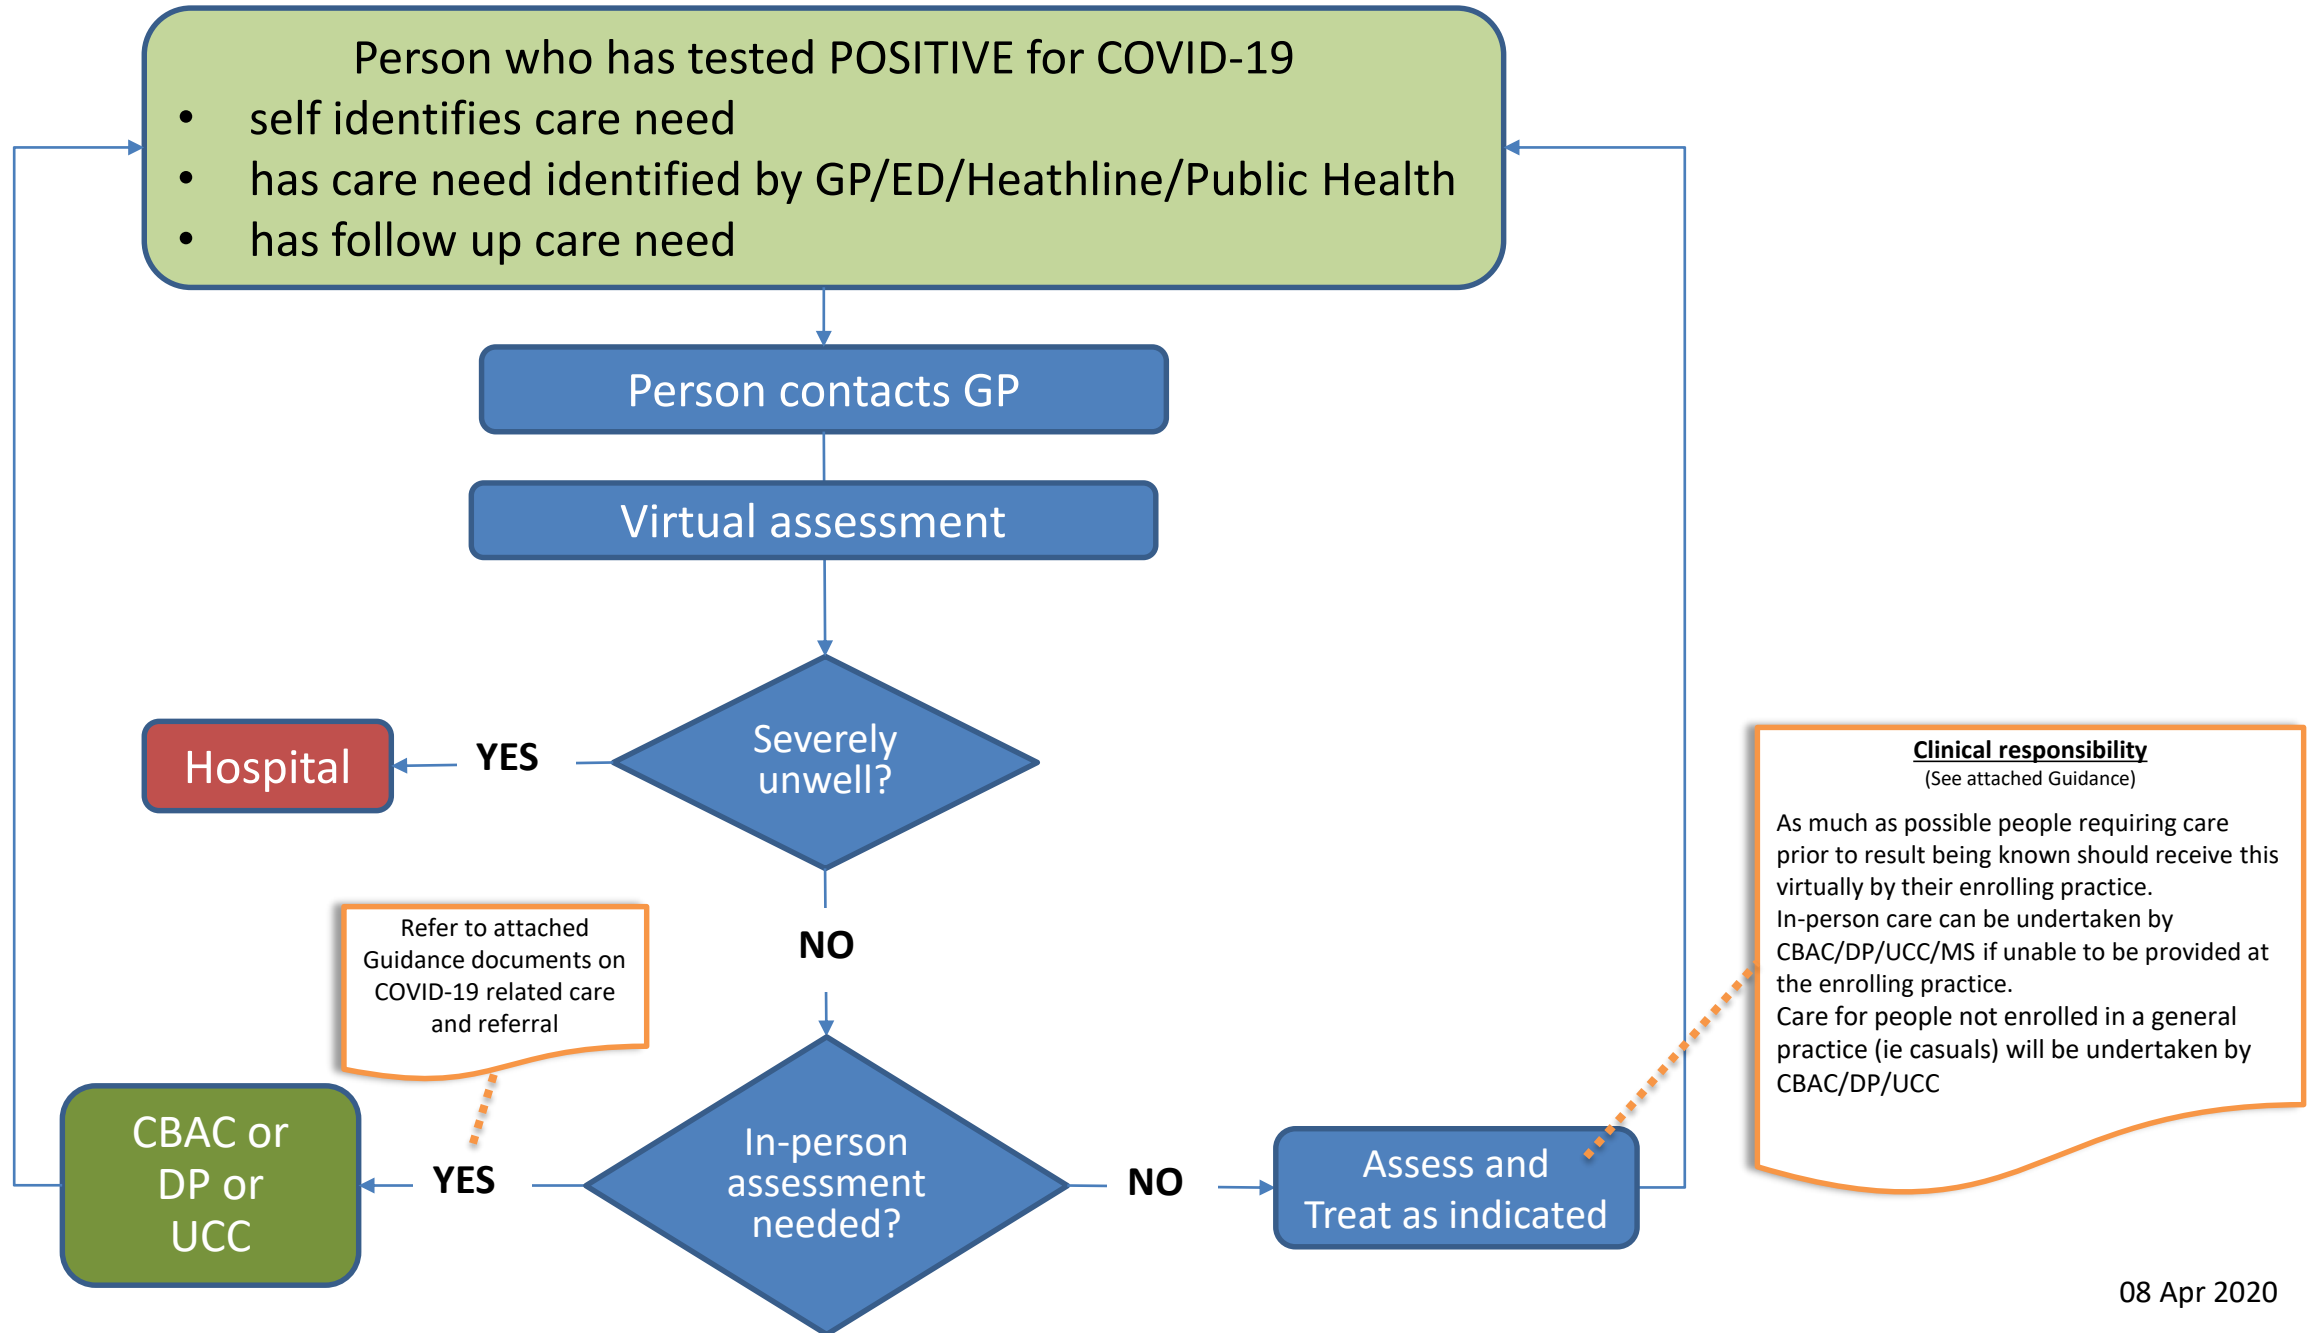 Person who has tested POSITIVE for COVID-19
• self identifies care need
• has care need identified by GP/ED/Heathline/Public Health
• has follow up care need
Person contacts GP
Virtual assessment
Severely
unwell?
YES
Hospital
NO
Refer to attached
Guidance documents on
COVID-19 related care
and referral
In-person
assessment
needed?
YES
CBAC or
DP or
UCC
NO
Assess and
Treat as indicated
Clinical responsibility
(See attached Guidance)
As much as possible people requiring care
prior to result being known should receive this
virtually by their enrolling practice.
In-person care can be undertaken by
CBAC/DP/UCC/MS if unable to be provided at
the enrolling practice.
Care for people not enrolled in a general
practice (ie casuals) will be undertaken by
CBAC/DP/UCC
08 Apr 2020